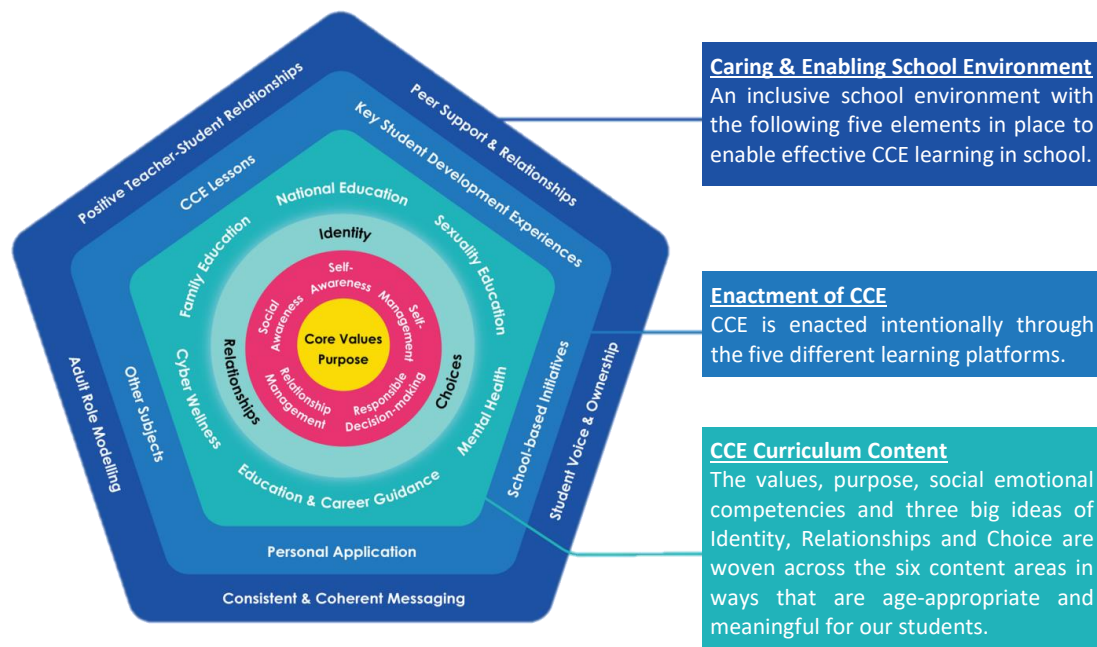 Positive Teacher-Student Relationships
Peer Support & Relationships
Student Voice & Ownership
Consistent & Coherent Messaging
Adult Role Modelling
CCE Lessons
Key Student Development Experiences
School-based Initiatives
Personal Application
Other Subjects
National Education
Sexuality Education
Mental Health
Education & Career Guidance
Cyber Wellness
Family Education
Identity
Choices
Relationships
Self-
Awareness
Self-
Management
Responsible
Decision-making
Relationship
Management
Social
Awareness
Core Values
Purpose
Caring & Enabling School Environment
An inclusive school environment with
the following five elements in place to
enable effective CCE learning in school.
Enactment of CCE
CCE is enacted intentionally through
the five different learning platforms.
CCE Curriculum Content
The values, purpose, social emotional
competencies and three big ideas of
Identity, Relationships and Choice are
woven across the six content areas in
ways that are age-appropriate and
meaningful for our students.